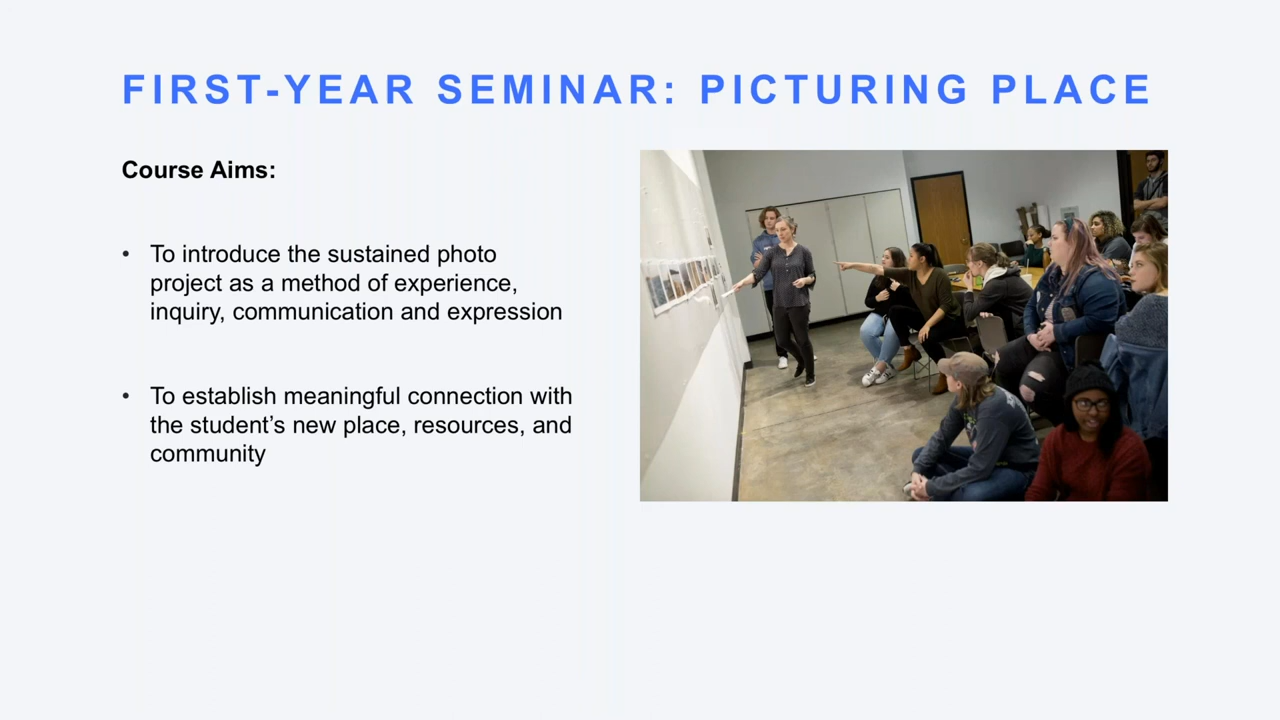 FIRST-YEAR SEMINAR: PICTURING PLACE
Course Aims:
• To introduce the sustained photo
project as a method of experience,
inquiry, communication and expression
• To establish meaningful connection with
the student’s new place, resources, and
community